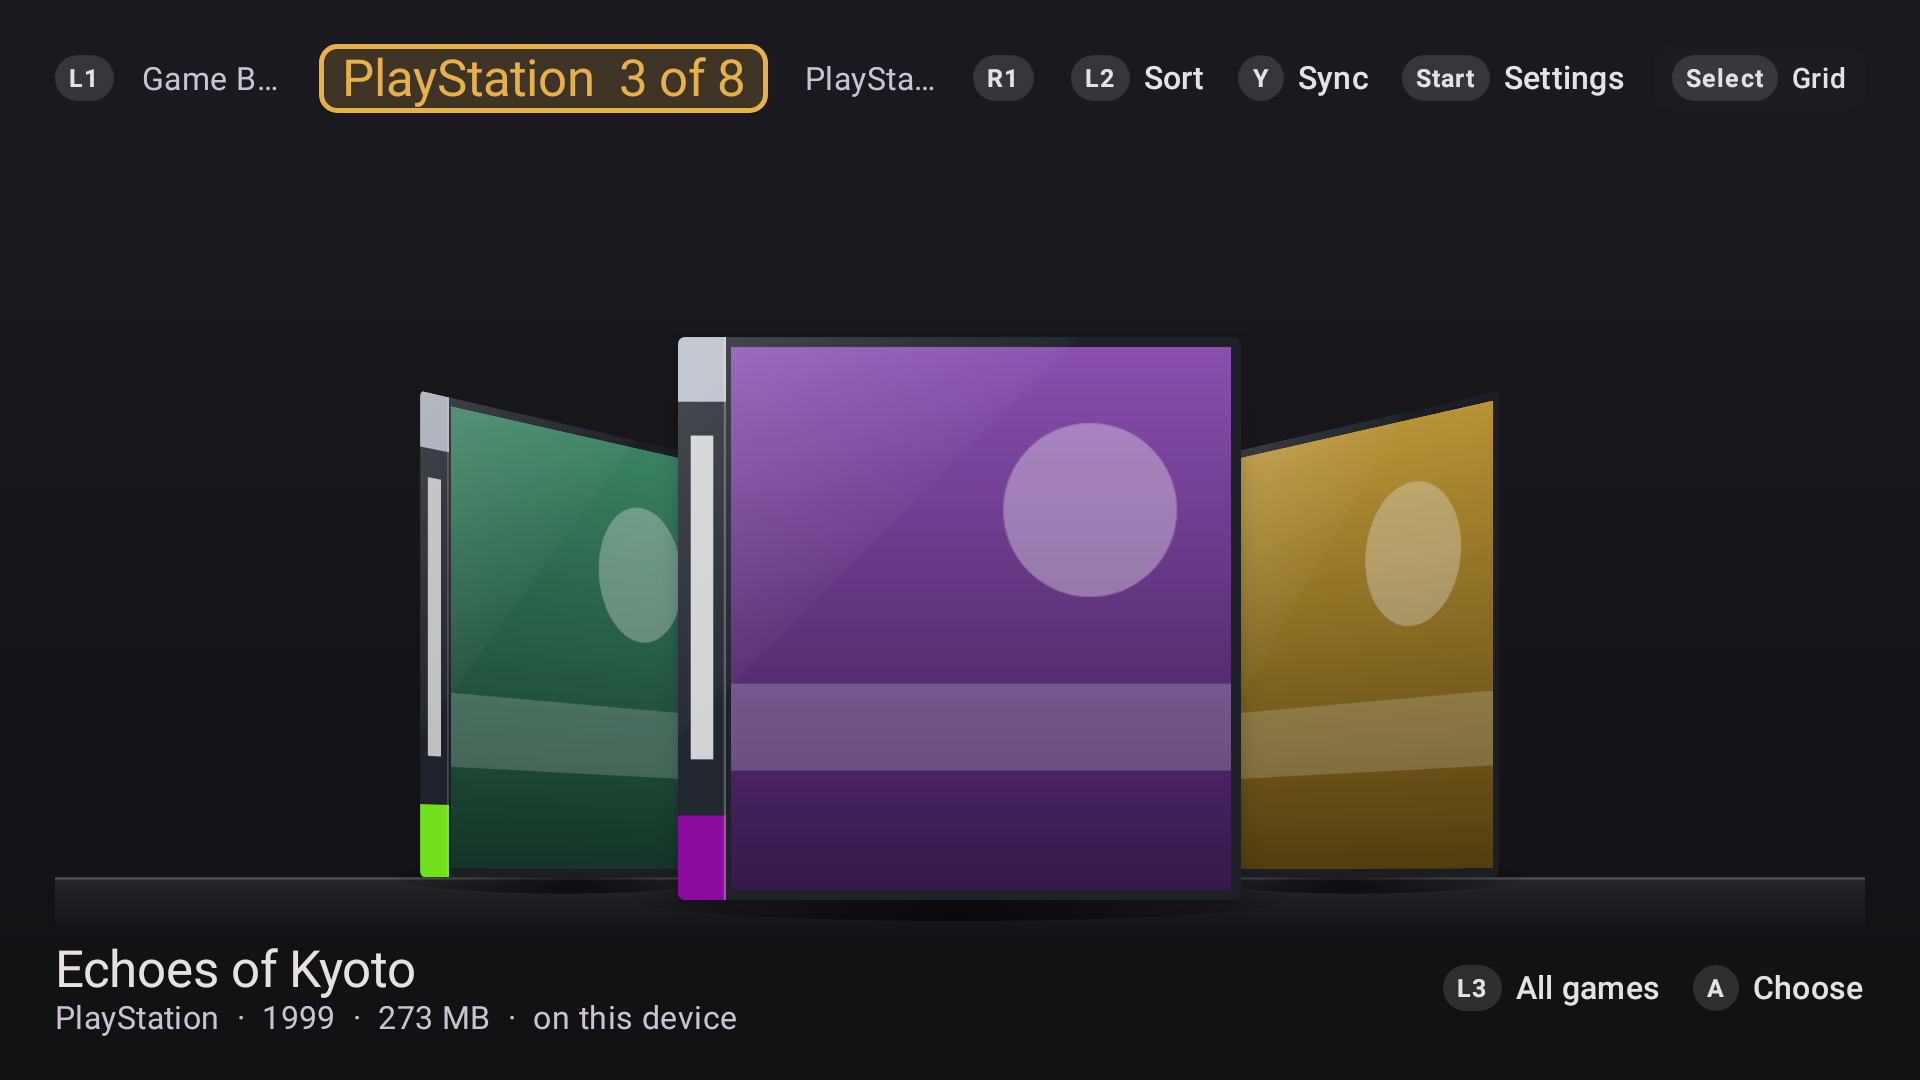 L1 Game B... PlayStation 3 of 8 PlaySta... R1 L2 Sort Y Sync Start Settings Select Grid
Echoes of Kyoto
PlayStation · 1999 · 273 MB · on this device
L3 All games A Choose